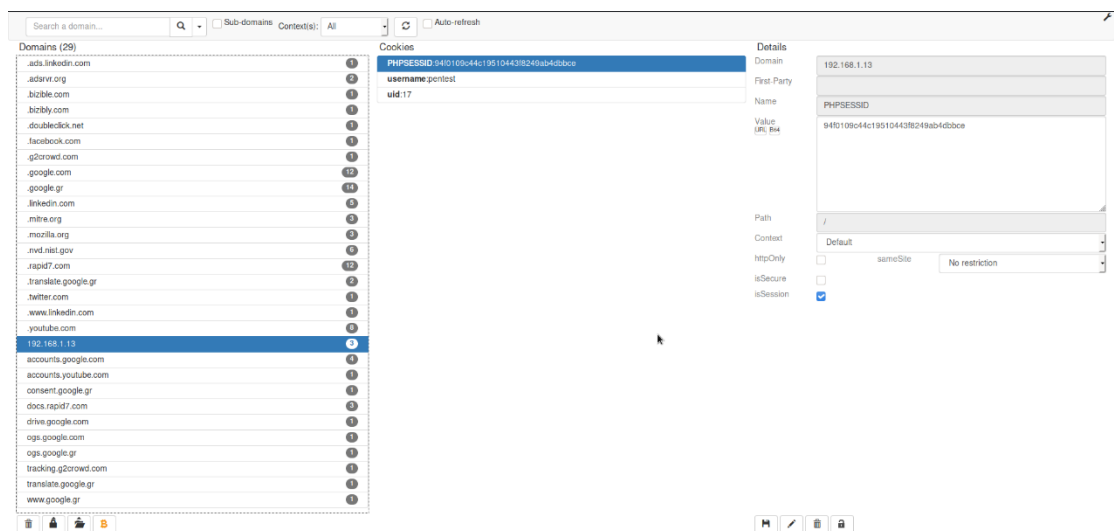 Search a domain...
Sub-domains
Context(s):
All
Auto-refresh
Domains (29)
.ads.linkedin.com 1
.adsrvr.org 2
.bizible.com 1
.bizibly.com 1
.doubleclick.net 1
.facebook.com 1
.g2crowd.com 1
.google.com 12
.google.gr 14
.linkedin.com 5
.mitre.org 3
.mozilla.org 3
.nvd.nist.gov 6
.rapid7.com 12
.translate.google.gr 2
.twitter.com 1
.www.linkedin.com 1
.youtube.com 8
192.168.1.13 3
accounts.google.com 4
accounts.youtube.com 1
consent.google.gr 1
docs.rapid7.com 3
drive.google.com 1
ogs.google.com 1
ogs.google.gr 1
tracking.g2crowd.com 1
translate.google.gr 1
www.google.gr 1
Cookies
PHPSESSID:94f0109c44c19510443f8249ab4dbbce
username:pentest
uid:17
Details
Domain 192.168.1.13
First-Party
Name PHPSESSID
Value 94f0109c44c19510443f8249ab4dbbce
URL B64
Path /
Context Default
httpOnly sameSite No restriction
isSecure
isSession